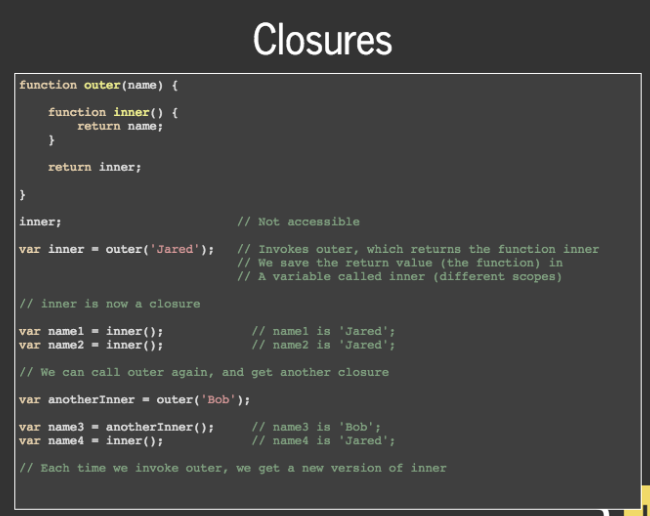 Closures
function outer(name) {
function inner() {
return name;
}
return inner;
}
inner; // Not accessible
var inner = outer('Jared'); // Invokes outer, which returns the function inner
// We save the return value (the function) in
// A variable called inner (different scopes)
// inner is now a closure
var name1 = inner(); // name1 is 'Jared';
var name2 = inner(); // name2 is 'Jared';
// We can call outer again, and get another closure
var anotherInner = outer('Bob');
var name3 = anotherInner(); // name3 is 'Bob';
var name4 = inner(); // name4 is 'Jared';
// Each time we invoke outer, we get a new version of inner